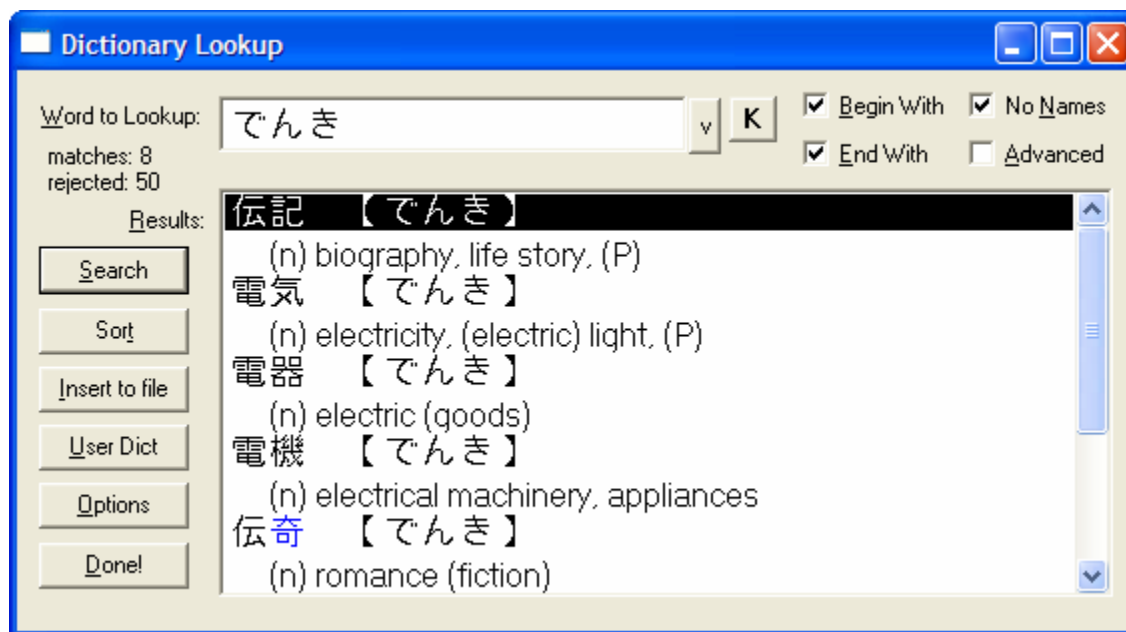 Dictionary Lookup
Word to Lookup:
でんき
v
K
Begin With
No Names
End With
Advanced
matches: 8
rejected: 50
Results:
Search
Sort
Insert to file
User Dict
Options
Done!
伝記 【でんき】
(n) biography, life story, (P)
電気 【でんき】
(n) electricity, (electric) light, (P)
電器 【でんき】
(n) electric (goods)
電機 【でんき】
(n) electrical machinery, appliances
伝奇 【でんき】
(n) romance (fiction)